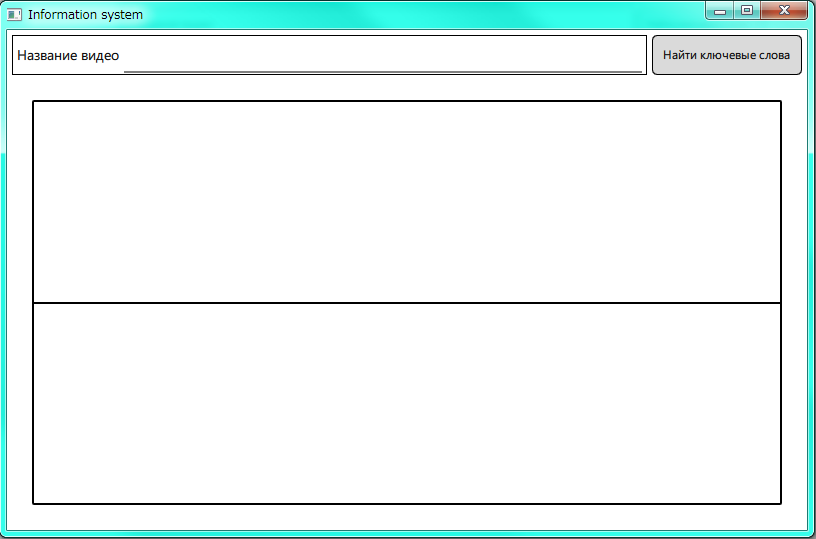 Information system
Название видео
Найти ключевые слова